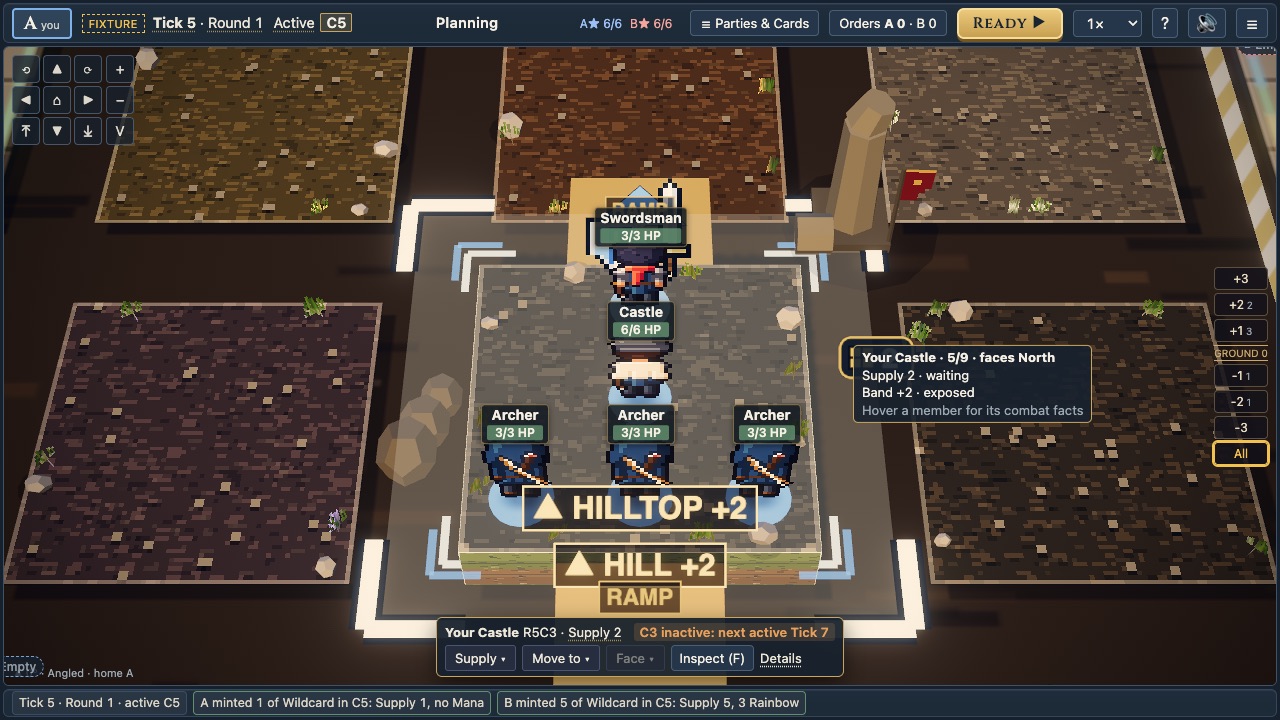 A you
FIXTURE
Tick 5 · Round 1
Active C5
Planning
A★ 6/6 B★ 6/6
≡ Parties & Cards
Orders A 0 · B 0
READY ▶
1×
?
≡
⟲ ▲ ⟳ +
◀ ⌂ ▶ −
⤒ ▼ ⤓ V
Swordsman
3/3 HP
Castle
6/6 HP
Archer
3/3 HP
Archer
3/3 HP
Archer
3/3 HP
▲ HILLTOP +2
▲ HILL +2
RAMP
Your Castle · 5/9 · faces North
Supply 2 · waiting
Band +2 · exposed
Hover a member for its combat facts
+3
+2 2
+1 3
GROUND 0
-1 1
-2 1
-3
All
Your Castle R5C3 · Supply 2 C3 inactive: next active Tick 7
Supply ▾
Move to ▾
Face ▾
Inspect (F)
Details
Angled · home A
Tick 5 · Round 1 · active C5
A minted 1 of Wildcard in C5: Supply 1, no Mana
B minted 5 of Wildcard in C5: Supply 5, 3 Rainbow